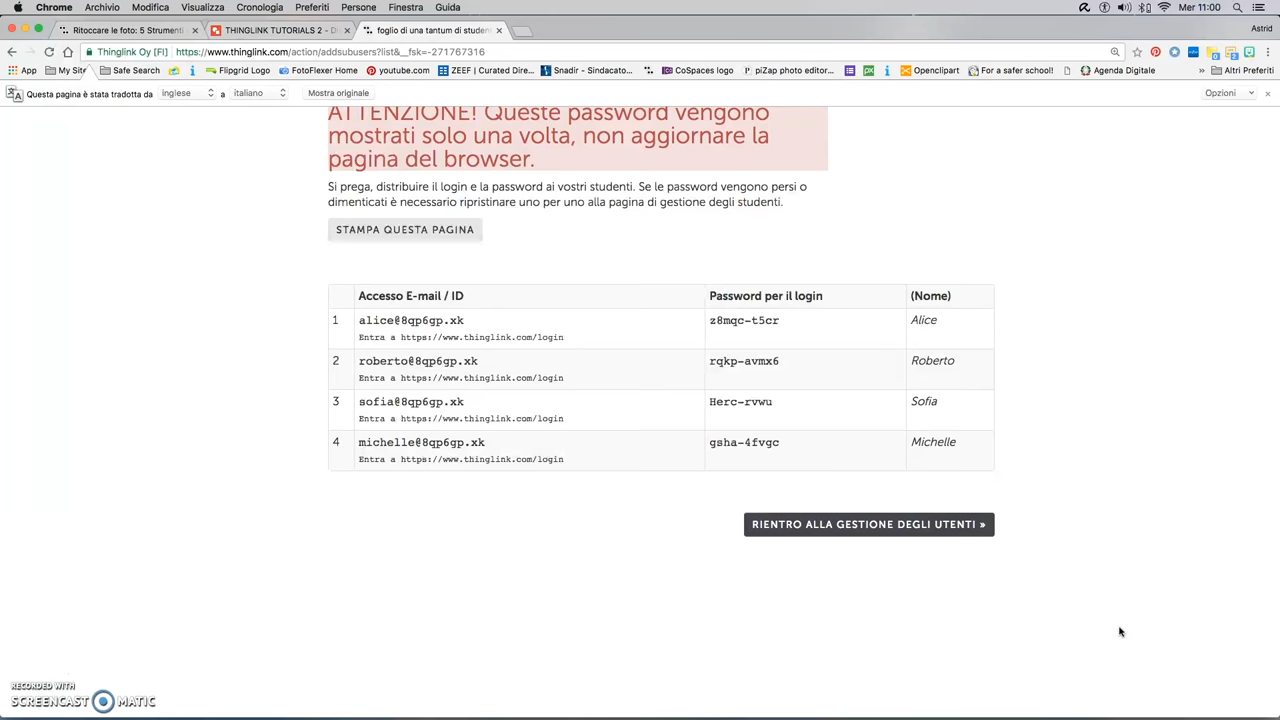 Chrome Archivio Modifica Visualizza Cronologia Preferiti Persone Finestra Guida Mer 11:00
Ritoccare le foto: 5 Strumenti THINGLINK TUTORIALS 2 - D foglio di una tantum di studen Astrid
Thinglink Oy [FI] https://www.thinglink.com/action/addsubusers?list&__fsk=-271767316
App My Sit Safe Search Flipgrid Logo FotoFlexer Home youtube.com ZEEF | Curated Dire... Snadir - Sindacato... CoSpaces logo piZap photo editor... Openclipart For a safer school! Agenda Digitale » Altri Preferiti
Questa pagina è stata tradotta da inglese a italiano Mostra originale Opzioni
ATTENZIONE! Queste password vengono
mostrati solo una volta, non aggiornare la
pagina del browser.
Si prega, distribuire il login e la password ai vostri studenti. Se le password vengono persi o
dimenticati è necessario ripristinare uno per uno alla pagina di gestione degli studenti.
STAMPA QUESTA PAGINA
Accesso E-mail / ID Password per il login (Nome)
1 alice@8qp6gp.xk z8mqc-t5cr Alice
Entra a https://www.thinglink.com/login
2 roberto@8qp6gp.xk rqkp-avmx6 Roberto
Entra a https://www.thinglink.com/login
3 sofia@8qp6gp.xk Herc-rvwu Sofia
Entra a https://www.thinglink.com/login
4 michelle@8qp6gp.xk gsha-4fvgc Michelle
Entra a https://www.thinglink.com/login
RIENTRO ALLA GESTIONE DEGLI UTENTI »
RECORDED WITH
SCREENCAST MATIC